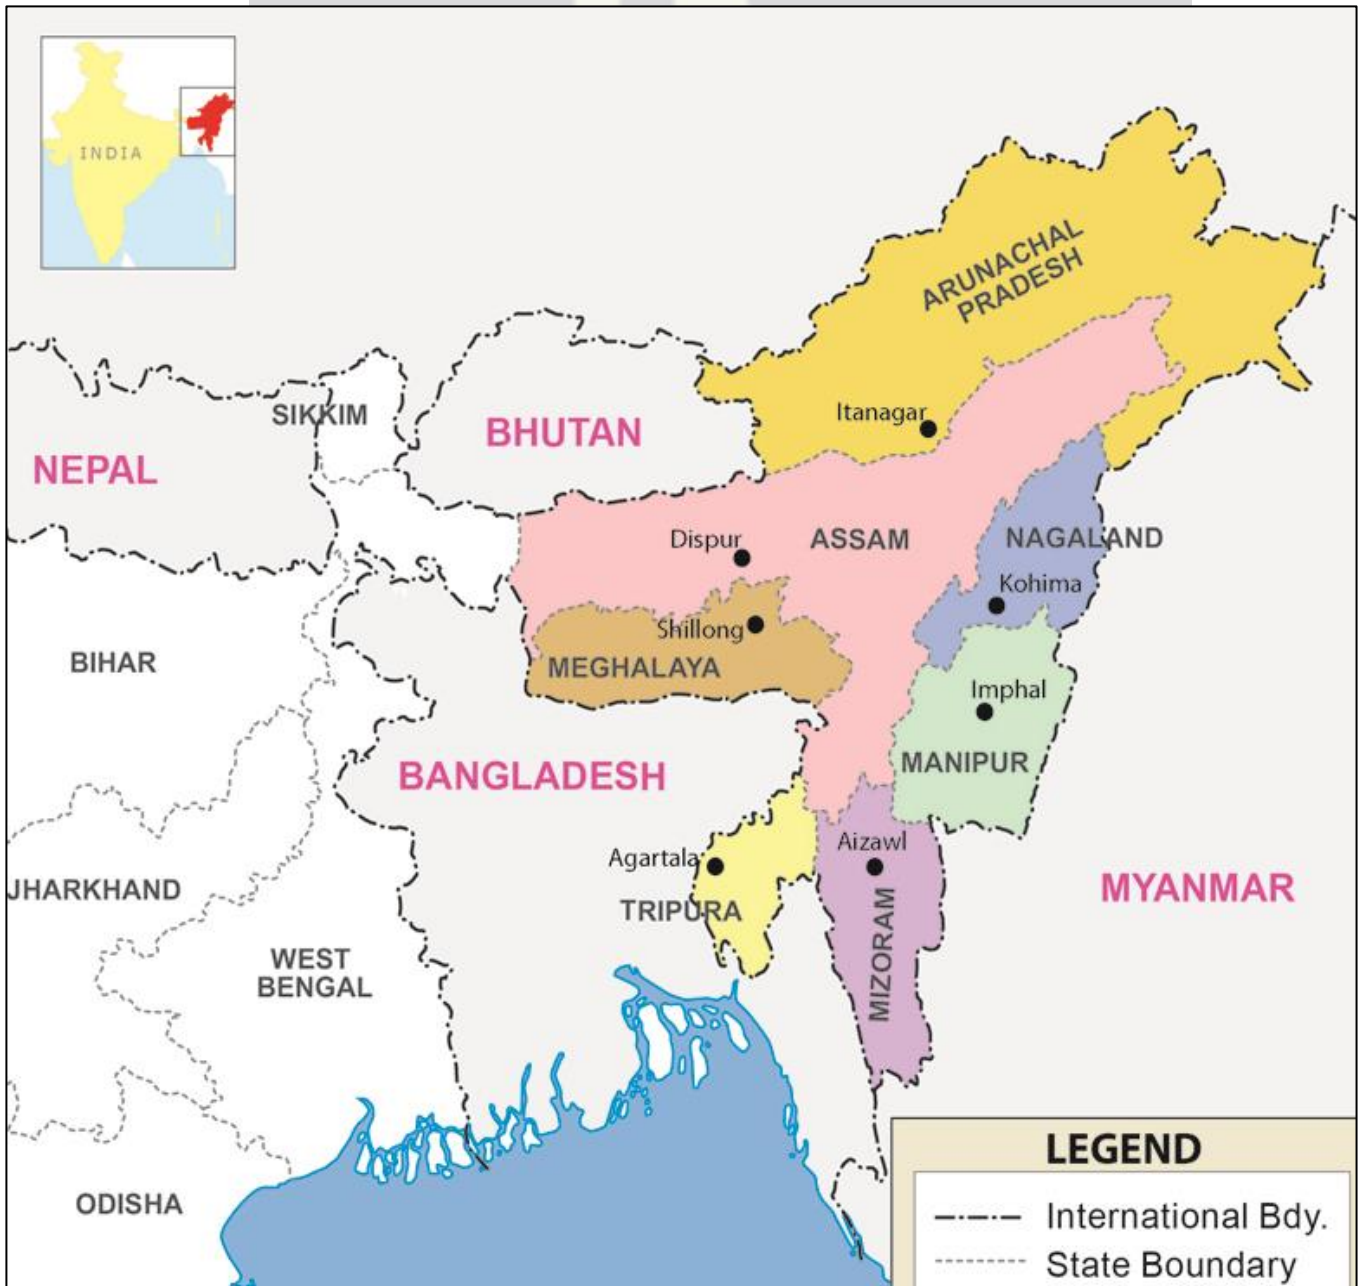 INDIA
ARUNACHAL
PRADESH
Itanagar
SIKKIM
BHUTAN
NEPAL
Dispur
ASSAM
NAGALAND
Kohima
Shillong
MEGHALAYA
BIHAR
Imphal
MANIPUR
BANGLADESH
Aizawl
Agartala
TRIPURA
MIZORAM
MYANMAR
JHARKHAND
WEST
BENGAL
ODISHA
LEGEND
International Bdy.
State Boundary